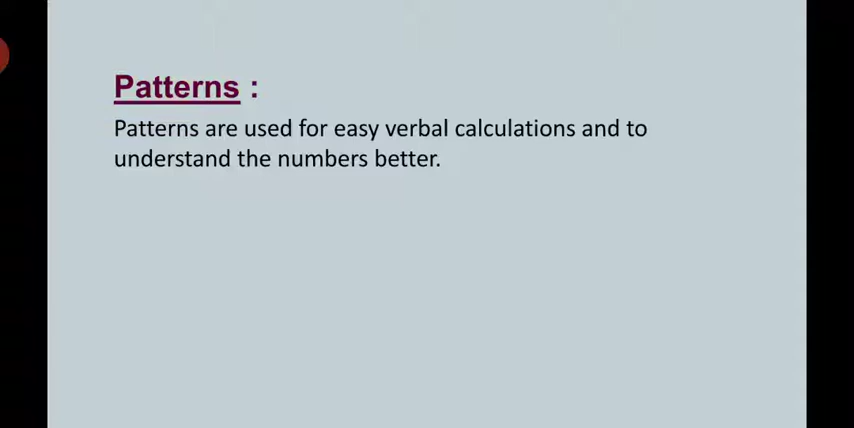 Patterns :
Patterns are used for easy verbal calculations and to
understand the numbers better.